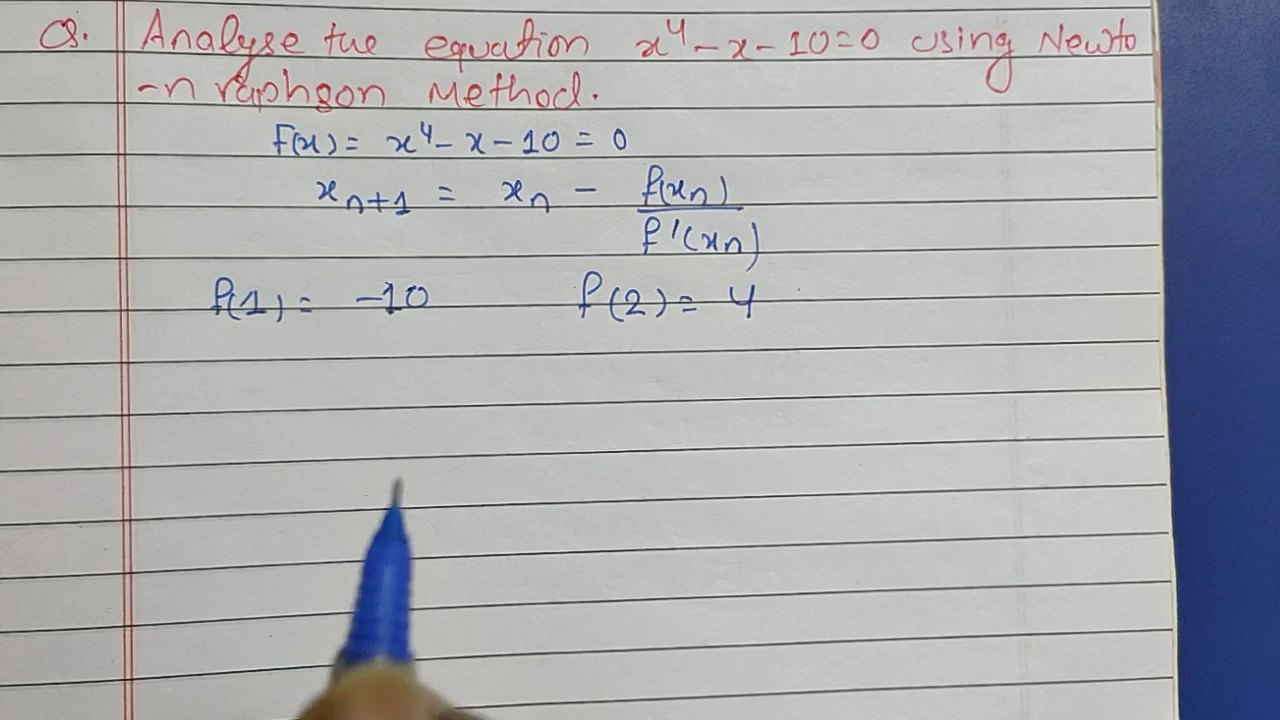 Q. Analyse the equation x⁴-x-10=0 using Newto
-n raphson Method.
F(x) = x⁴-x-10 = 0
xₙ₊₁ = xₙ - f(xₙ)/f'(xₙ)
f(1) = -10 f(2) = 4